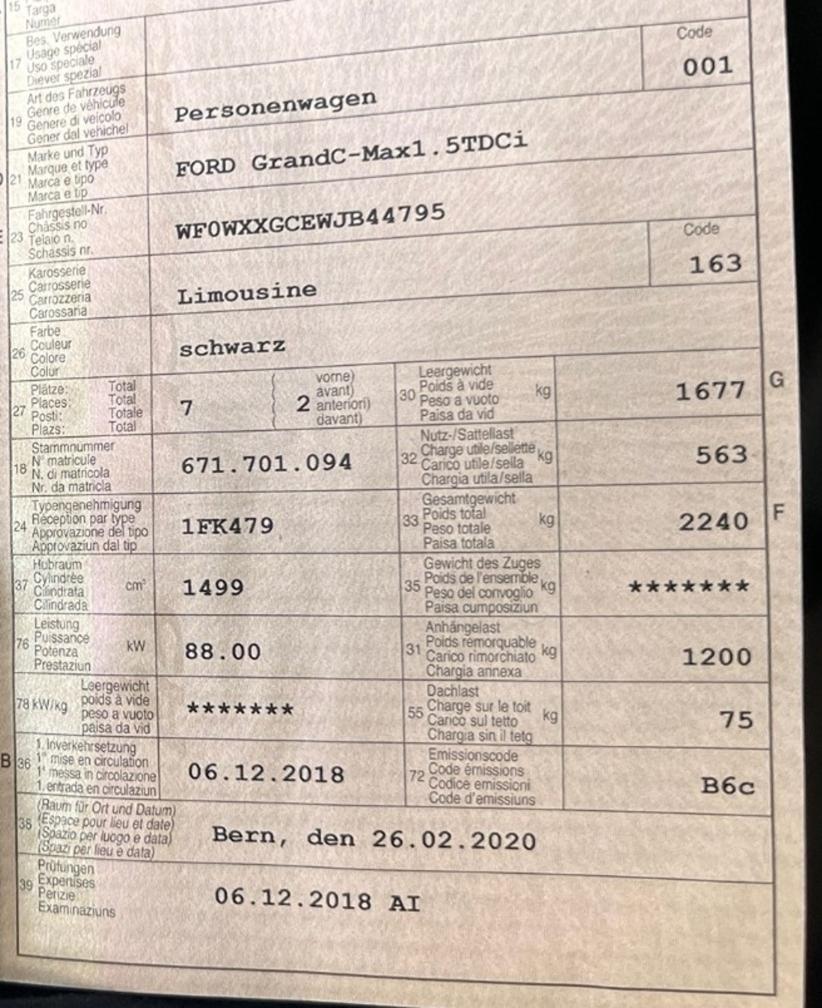 15 Targa
Numer
Bes. Verwendung
Usage spécial
17 Uso speciale
Diever spezial
Code
001
Art des Fahrzeugs
Genre de véhicule
19 Genere di veicolo
Gener dal vehichel
Personenwagen
Marke und Typ
Marque et type
21 Marca e tipo
Marca e tip
FORD GrandC-Max1.5TDCi
Fahrgestell-Nr.
Châssis no
23 Telaio n.
Schassis nr.
WF0WXXGCEWJB44795
Karosserie
Carrosserie
25 Carrozzeria
Carossaria
Limousine
Code
163
Farbe
Couleur
26 Colore
Colur
schwarz
Plätze: Total
27 Places: Total
Posti: Totale
Plazs: Total
7
2
vorne)
avant)
anteriori)
davant)
Leergewicht
30 Poids à vide kg
Peso a vuoto
Paisa da vid
1677 G
Stammnummer
18 N° matricule
N. di matricola
Nr. da matricla
671.701.094
Nutz-/Sattellast
32 Charge utile/sellette kg
Carico utile/sella
Chargia utila/sella
563
Typengenehmigung
24 Réception par type
Approvazione del tipo
Approvaziun dal tip
1FK479
Gesamtgewicht
33 Poids total kg
Peso totale
Paisa totala
2240 F
Hubraum
37 Cylindrée cm³
Cilindrata
Cilindrada
1499
Gewicht des Zuges
35 Poids de l'ensemble kg
Peso del convoglio
Paisa cumposiziun
*******
Leistung
76 Puissance kW
Potenza
Prestaziun
88.00
Anhängelast
31 Poids remorquable kg
Carico rimorchiato
Chargia annexa
1200
Leergewicht
78 kW/kg poids à vide
peso a vuoto
paisa da vid
*******
Dachlast
55 Charge sur le toit kg
Carico sul tetto
Chargia sin il tetg
75
1. Inverkehrsetzung
B 36 1re mise en circulation
1a messa in circolazione
1. entrada en circulaziun
06.12.2018
Emissionscode
72 Code émissions
Codice emissioni
Code d'emissiuns
B6c
(Raum für Ort und Datum)
38 (Espace pour lieu et date)
(Spazio per luogo e data)
(Spazi per lieu e data)
Bern, den 26.02.2020
Prüfungen
39 Expertises
Perizie
Examinaziuns
06.12.2018 AI